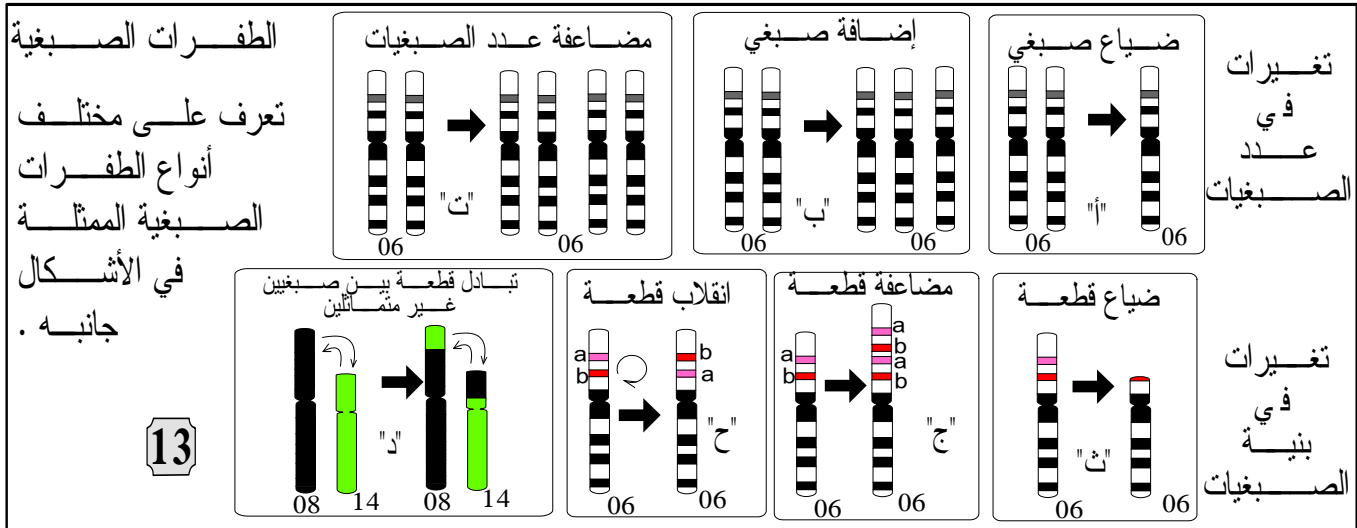 الطفرات الصبغية
تعرف على مختلف
أنواع الطفرات
الصبغية الممثلة
في الأشكال
جانبه .
13
تغيرات
في
عدد
الصبغيات
ضياع صبغي
"أ"
06
06
إضافة صبغي
"ب"
06
06
مضاعفة عدد الصبغيات
"ت"
06
06
تغيرات
في
بنية
الصبغيات
ضياع قطعة
"ث"
06
06
مضاعفة قطعة
a
b
a
b
a
b
"ج"
06
06
انقلاب قطعة
a
b
b
a
"ح"
06
06
تبادل قطعة بين صبغيين
غير متماثلين
"د"
08
14
08
14